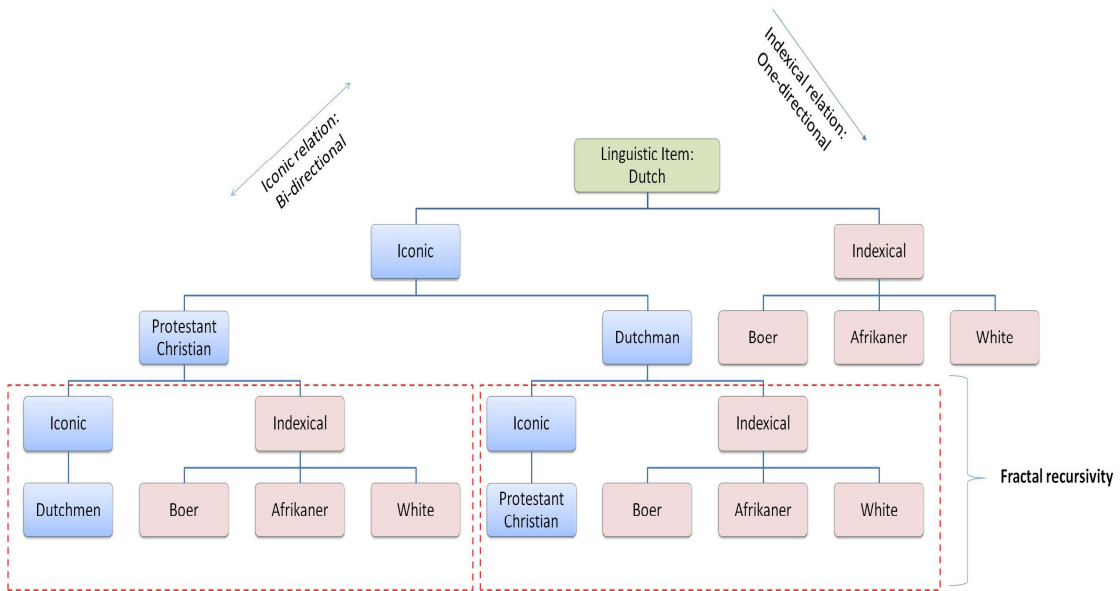 Iconic relation:
Bi-directional
Indexical relation:
One-directional
Linguistic Item:
Dutch
Iconic
Indexical
Protestant
Christian
Dutchman
Boer
Afrikaner
White
Iconic
Indexical
Iconic
Indexical
Fractal recursivity
Dutchmen
Boer
Afrikaner
White
Protestant
Christian
Boer
Afrikaner
White